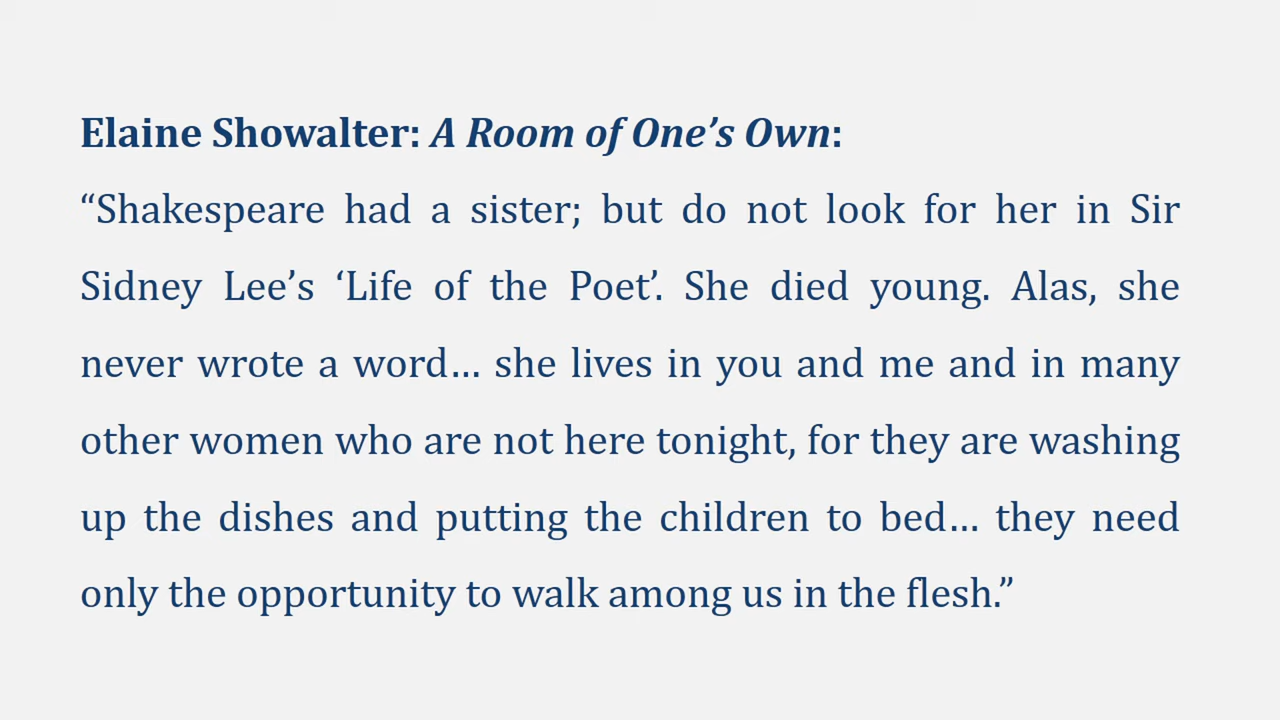 Elaine Showalter: A Room of One’s Own:
“Shakespeare had a sister; but do not look for her in Sir
Sidney Lee’s ‘Life of the Poet’. She died young. Alas, she
never wrote a word… she lives in you and me and in many
other women who are not here tonight, for they are washing
up the dishes and putting the children to bed… they need
only the opportunity to walk among us in the flesh.”